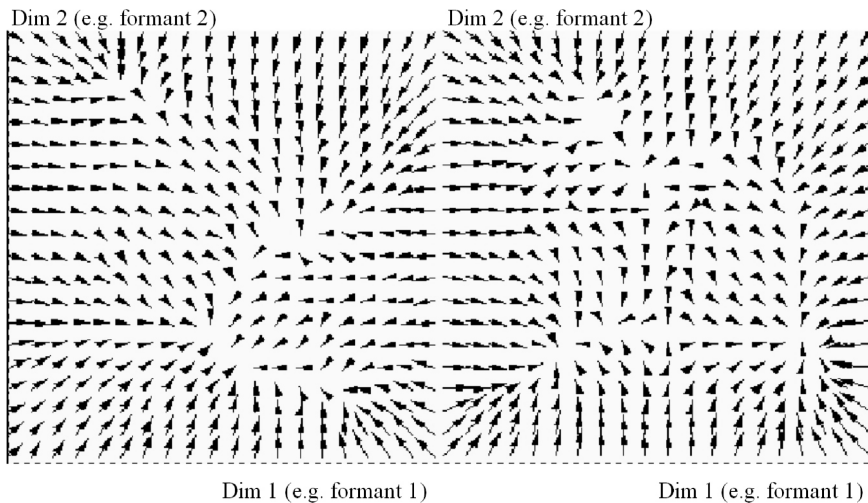 Dim 2 (e.g. formant 2)
Dim 2 (e.g. formant 2)
Dim 1 (e.g. formant 1)
Dim 1 (e.g. formant 1)